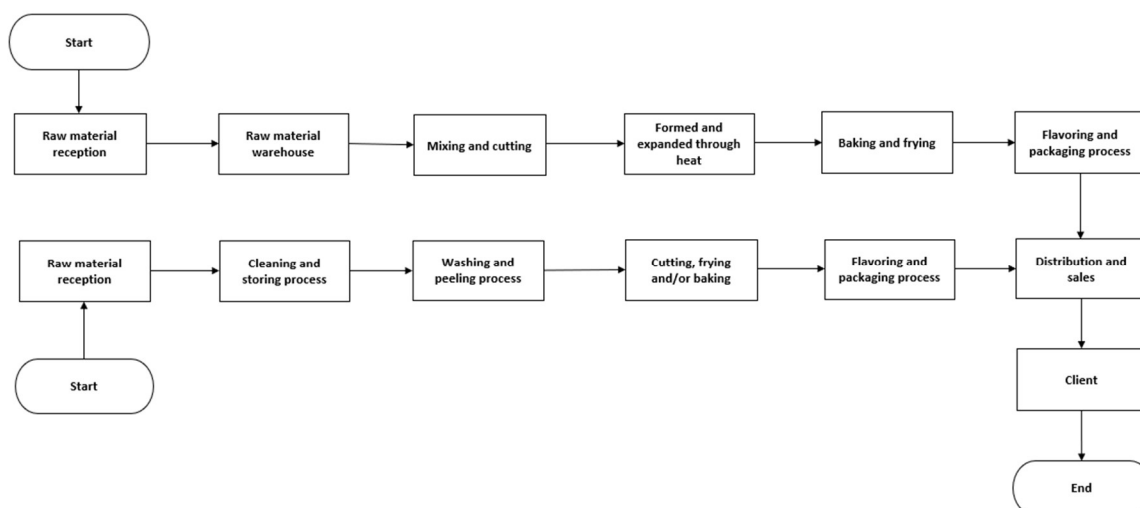 Start
Raw material
reception
Raw material
warehouse
Mixing and cutting
Formed and
expanded through
heat
Baking and frying
Flavoring and
packaging process
Raw material
reception
Cleaning and
storing process
Washing and
peeling process
Cutting, frying
and/or baking
Flavoring and
packaging process
Distribution and
sales
Start
Client
End